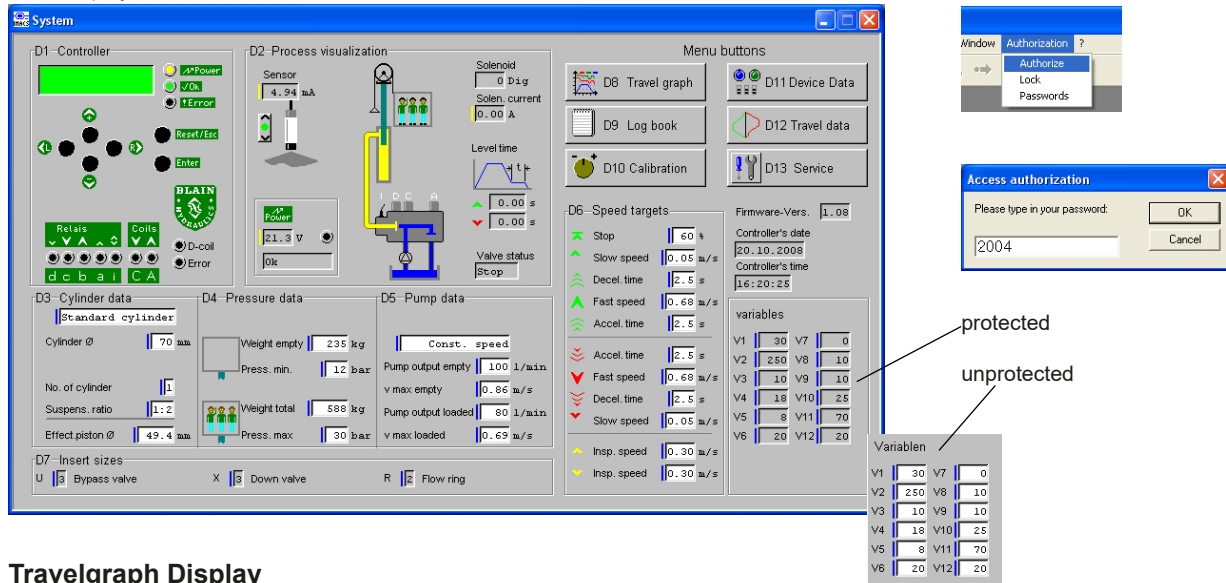 System
D1 Controller
Power
Ok
Error
Reset/Esc
Enter
BLAIN
HYDRAULICS
Relais
Coils
D-coil
Error
d c b a i C A
D2 Process visualization
Sensor
4.94 mA
Solenoid
0 Dig
Solen. current
0.00 A
Level time
t
0.00 s
0.00 s
Valve status
Stop
I D C A
Power
21.3 V
Ok
Menu buttons
D8 Travel graph
D11 Device Data
D9 Log book
D12 Travel data
D10 Calibration
D13 Service
D6 Speed targets
Stop 60 %
Slow speed 0.05 m/s
Decel. time 2.5 s
Fast speed 0.68 m/s
Accel. time 2.5 s
Accel. time 2.5 s
Fast speed 0.68 m/s
Decel. time 2.5 s
Slow speed 0.05 m/s
Insp. speed 0.30 m/s
Insp. speed 0.30 m/s
Firmware-Vers. 1.08
Controller's date
20.10.2008
Controller's time
16:20:25
variables
V1 30 V7 0
V2 250 V8 10
V3 10 V9 10
V4 18 V10 25
V5 8 V11 70
V6 20 V12 20
D3 Cylinder data
Standard cylinder
Cylinder Ø 70 mm
No. of cylinder 1
Suspens. ratio 1:2
Effect.piston Ø 49.4 mm
D4 Pressure data
Weight empty 235 kg
Press. min. 12 bar
Weight total 588 kg
Press. max 30 bar
D5 Pump data
Const. speed
Pump output empty 100 l/min
v max empty 0.86 m/s
Pump output loaded 80 l/min
v max loaded 0.69 m/s
D7 Insert sizes
U 3 Bypass valve X 3 Down valve R 2 Flow ring
Window Authorization ?
Authorize
Lock
Passwords
Access authorization
Please type in your password:
2004
OK
Cancel
protected
unprotected
Variablen
V1 30 V7 0
V2 250 V8 10
V3 10 V9 10
V4 18 V10 25
V5 8 V11 70
V6 20 V12 20
Travelgraph Display